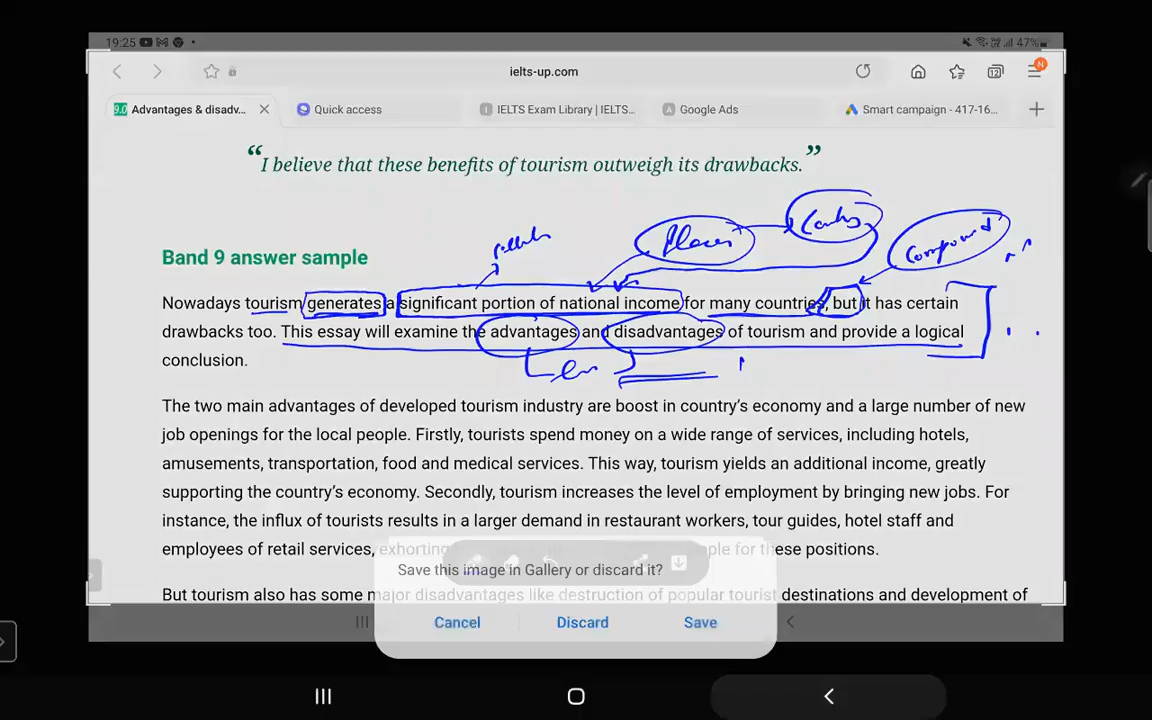 19:25
47%
ielts-up.com
12
N
9.0 Advantages & disadv...
Quick access
IELTS Exam Library | IELTS...
Google Ads
Smart campaign - 417-16...
“I believe that these benefits of tourism outweigh its drawbacks.”
Places
Compound
Band 9 answer sample
Nowadays tourism generates a significant portion of national income for many countries, but it has certain
drawbacks too. This essay will examine the advantages and disadvantages of tourism and provide a logical
conclusion.
The two main advantages of developed tourism industry are boost in country's economy and a large number of new
job openings for the local people. Firstly, tourists spend money on a wide range of services, including hotels,
amusements, transportation, food and medical services. This way, tourism yields an additional income, greatly
supporting the country's economy. Secondly, tourism increases the level of employment by bringing new jobs. For
instance, the influx of tourists results in a larger demand in restaurant workers, tour guides, hotel staff and
employees of retail services, exhorting ple for these positions.
Save this image in Gallery or discard it?
But tourism also has some major disadvantages like destruction of popular tourist destinations and development of
Cancel
Discard
Save